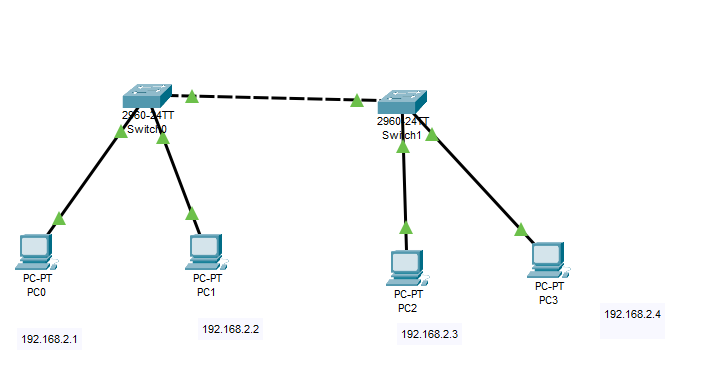 2960-24TT
Switch0
2960-24TT
Switch1
PC-PT
PC0
PC-PT
PC1
PC-PT
PC2
PC-PT
PC3
192.168.2.1
192.168.2.2
192.168.2.3
192.168.2.4